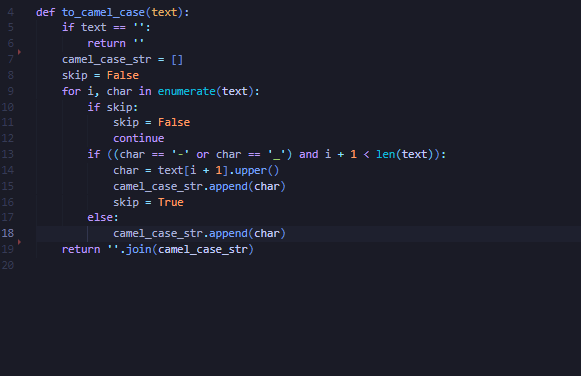 4 def to_camel_case(text):
5     if text == '':
6         return ''
7     camel_case_str = []
8     skip = False
9     for i, char in enumerate(text):
10         if skip:
11             skip = False
12             continue
13         if ((char == '-' or char == '_') and i + 1 < len(text)):
14             char = text[i + 1].upper()
15             camel_case_str.append(char)
16             skip = True
17         else:
18             camel_case_str.append(char)
19     return ''.join(camel_case_str)
20